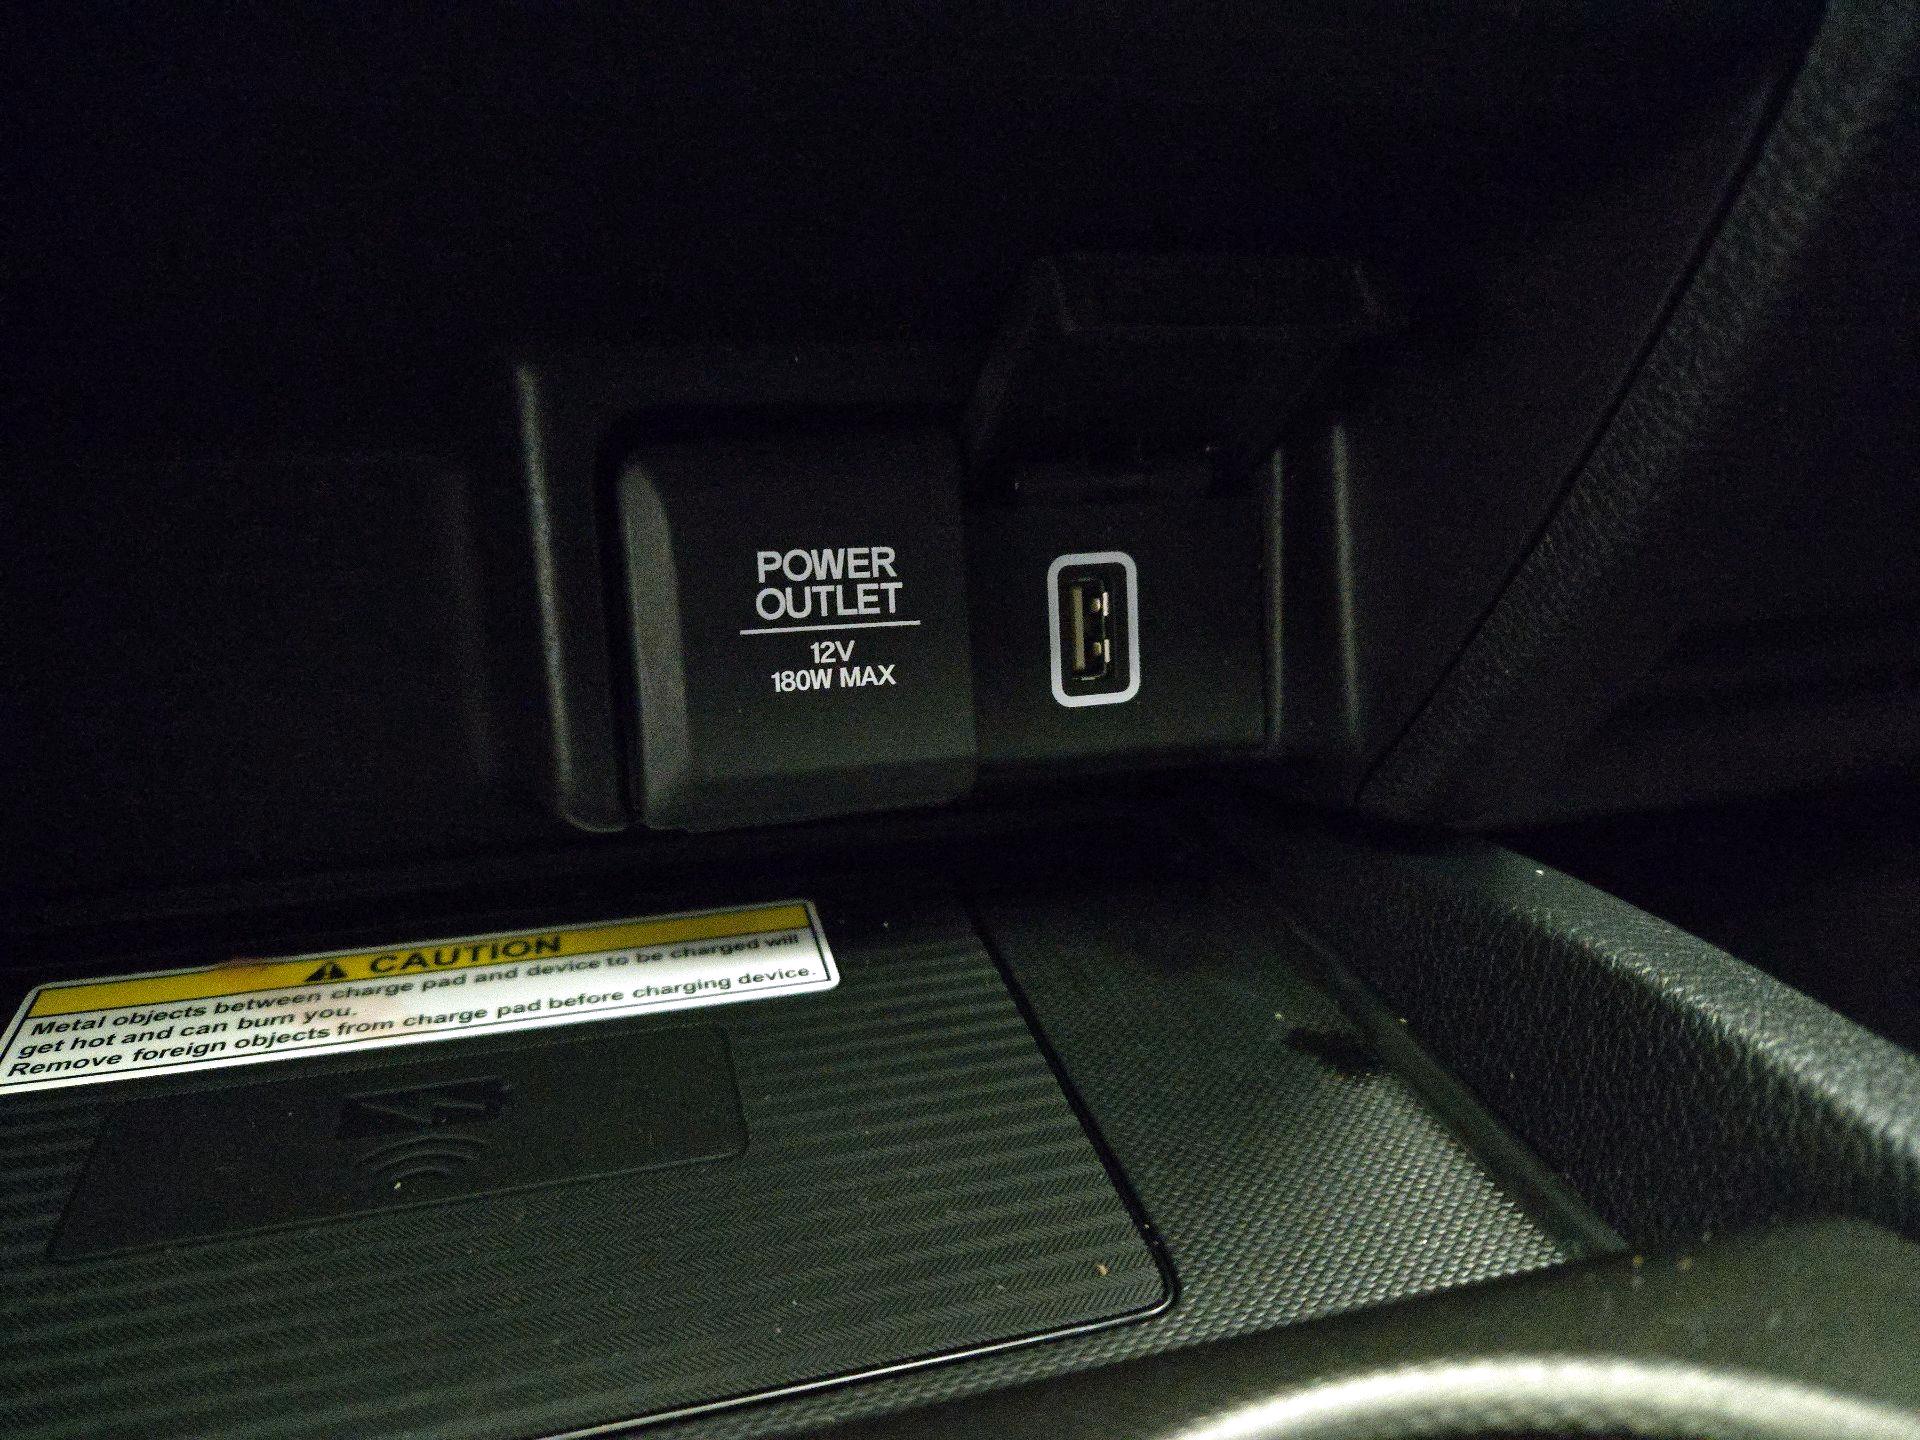 POWER
OUTLET
12V
180W MAX
CAUTION
Metal objects between charge pad and device to be charged will
get hot and can burn you.
Remove foreign objects from charge pad before charging device.